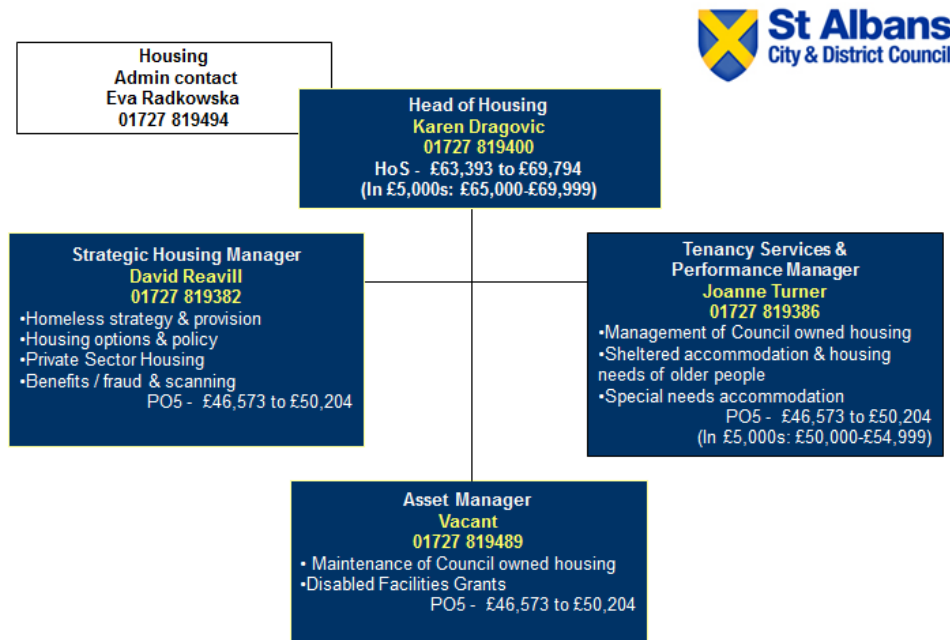 St Albans
City & District Council
Housing
Admin contact
Eva Radkowska
01727 819494
Head of Housing
Karen Dragovic
01727 819400
HoS - £63,393 to £69,794
(In £5,000s: £65,000-£69,999)
Strategic Housing Manager
David Reavill
01727 819382
•Homeless strategy & provision
•Housing options & policy
•Private Sector Housing
•Benefits / fraud & scanning
PO5 - £46,573 to £50,204
Tenancy Services &
Performance Manager
Joanne Turner
01727 819386
•Management of Council owned housing
•Sheltered accommodation & housing
needs of older people
•Special needs accommodation
PO5 - £46,573 to £50,204
(In £5,000s: £50,000-£54,999)
Asset Manager
Vacant
01727 819489
• Maintenance of Council owned housing
•Disabled Facilities Grants
PO5 - £46,573 to £50,204